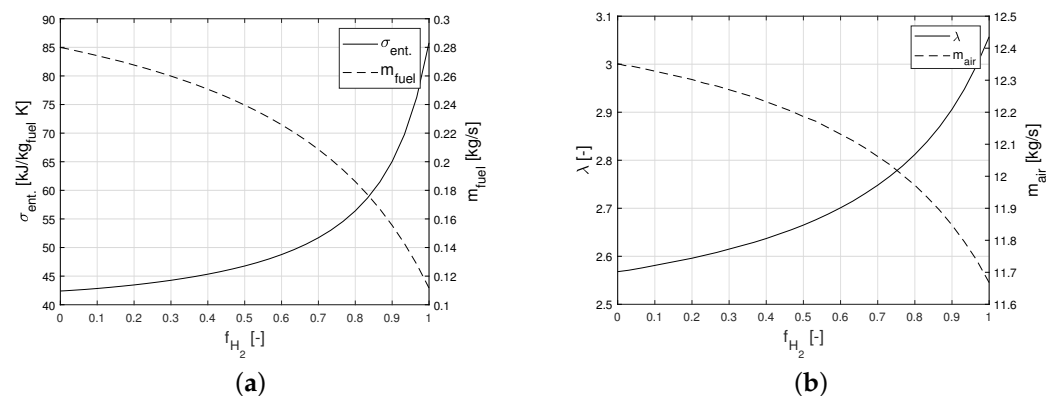 90
85
80
75
70
65
60
55
50
45
40
σent. [kJ/kgfuel K]
0.3
0.28
0.26
0.24
0.22
0.2
0.18
0.16
0.14
0.12
0.1
mfuel [kg/s]
σent.
mfuel
0 0.1 0.2 0.3 0.4 0.5 0.6 0.7 0.8 0.9 1
fH2 [-]
(a)
3.1
3
2.9
2.8
2.7
2.6
2.5
λ [-]
12.5
12.4
12.3
12.2
12.1
12
11.9
11.8
11.7
11.6
mair [kg/s]
λ
mair
0 0.1 0.2 0.3 0.4 0.5 0.6 0.7 0.8 0.9 1
fH2 [-]
(b)